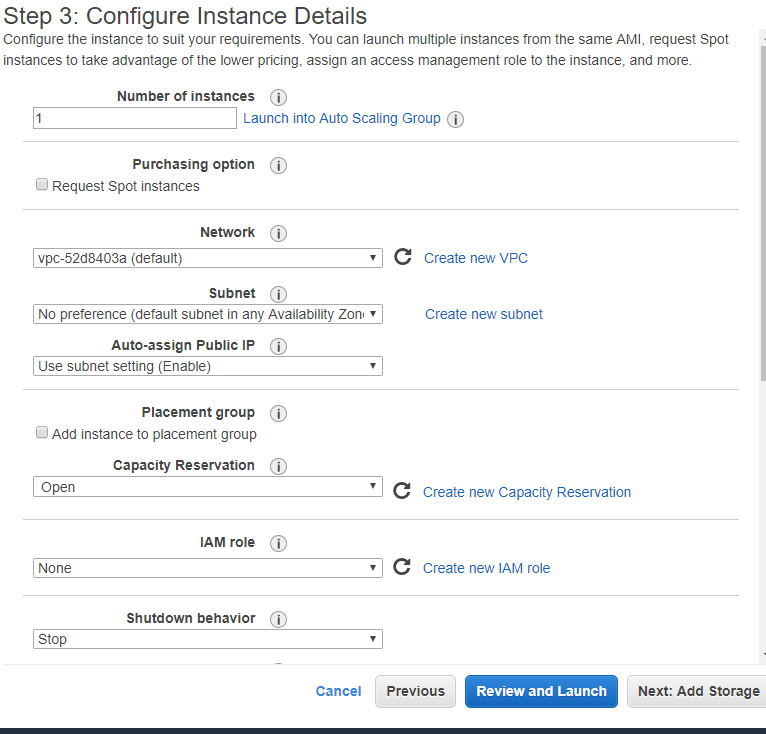 Step 3: Configure Instance Details
Configure the instance to suit your requirements. You can launch multiple instances from the same AMI, request Spot
instances to take advantage of the lower pricing, assign an access management role to the instance, and more.
Number of instances
1 Launch into Auto Scaling Group
Purchasing option
Request Spot instances
Network
vpc-52d8403a (default) Create new VPC
Subnet
No preference (default subnet in any Availability Create new subnet
Auto-assign Public IP
Use subnet setting (Enable)
Placement group
Add instance to placement group
Capacity Reservation
Open Create new Capacity Reservation
IAM role
None Create new IAM role
Shutdown behavior
Stop
Cancel Previous Review and Launch Next: Add Storage